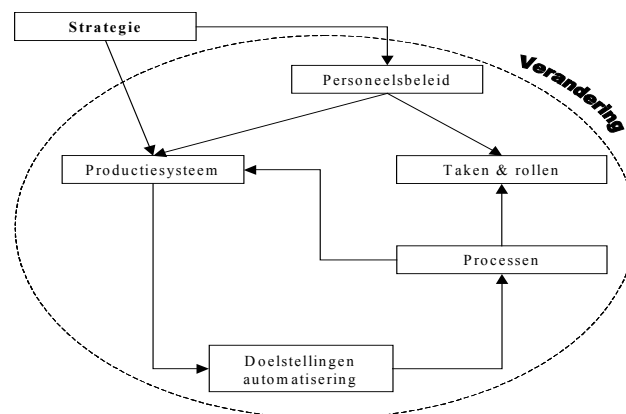 Strategie
Verandering
Personeelsbeleid
Productiesysteem
Taken & rollen
Processen
Doelstellingen
automatisering